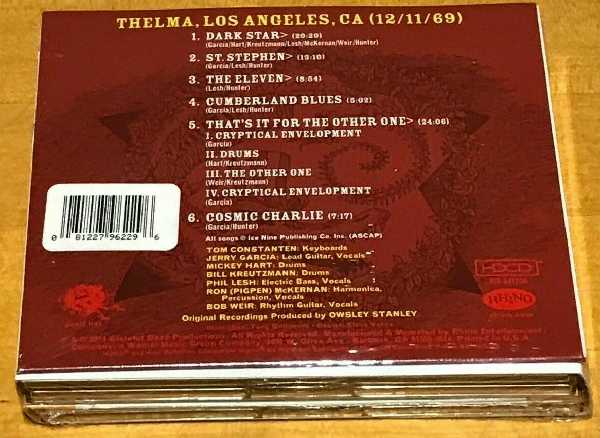 THELMA, LOS ANGELES, CA (12/11/69)
1. DARK STAR> (20:20)
(Garcia/Hart/Kreutzmann/Lesh/McKernan/Weir/Hunter)
2. ST. STEPHEN> (13:10)
(Garcia/Lesh/Hunter)
3. THE ELEVEN> (8:54)
(Lesh/Hunter)
4. CUMBERLAND BLUES (5:02)
(Garcia/Lesh/Hunter)
5. THAT'S IT FOR THE OTHER ONE> (24:06)
I. CRYPTICAL ENVELOPMENT
(Garcia)
II. DRUMS
(Hart/Kreutzmann)
III. THE OTHER ONE
(Weir/Kreutzmann)
IV. CRYPTICAL ENVELOPMENT
(Garcia)
6. COSMIC CHARLIE (7:17)
(Garcia/Hunter)
All songs © Ice Nine Publishing Co. Inc. (ASCAP)
TOM CONSTANTEN: Keyboards
JERRY GARCIA: Lead Guitar, Vocals
MICKEY HART: Drums
BILL KREUTZMANN: Drums
PHIL LESH: Electric Bass, Vocals
RON (PIGPEN) McKERNAN: Harmonica,
Percussion, Vocals
BOB WEIR: Rhythm Guitar, Vocals
Original Recordings Produced by OWSLEY STANLEY
0 81227 96229 6
HDCD
RHINO